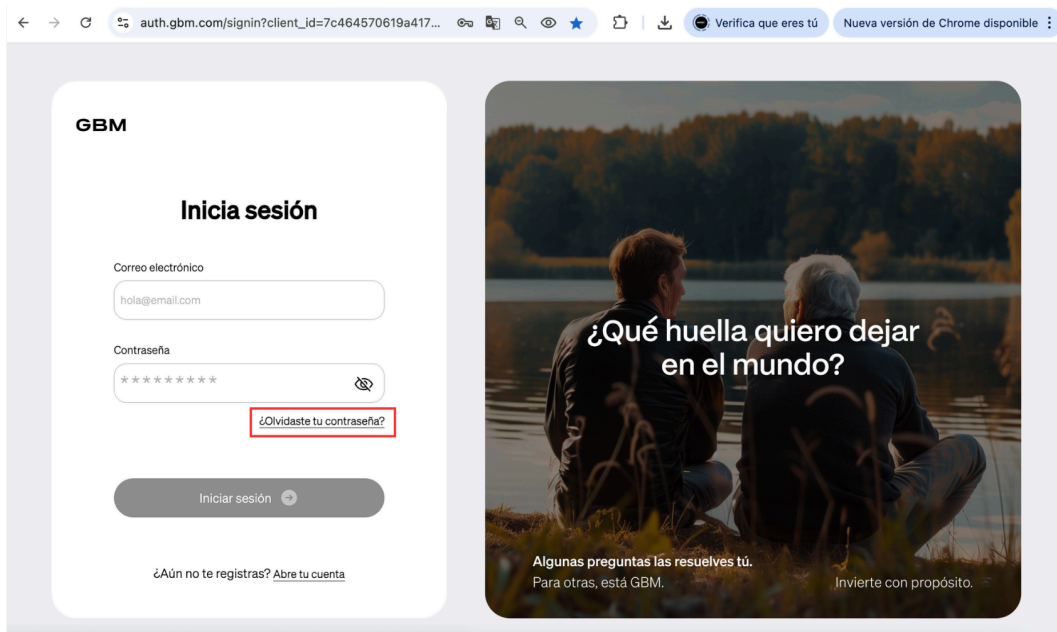 auth.gbm.com/signin?client_id=7c464570619a417...
Verifica que eres tú
Nueva versión de Chrome disponible
GBM
Inicia sesión
Correo electrónico
hola@email.com
Contraseña
*********
¿Olvidaste tu contraseña?
Iniciar sesión
¿Aún no te registras? Abre tu cuenta
¿Qué huella quiero dejar
en el mundo?
Algunas preguntas las resuelves tú.
Para otras, está GBM.
Invierte con propósito.